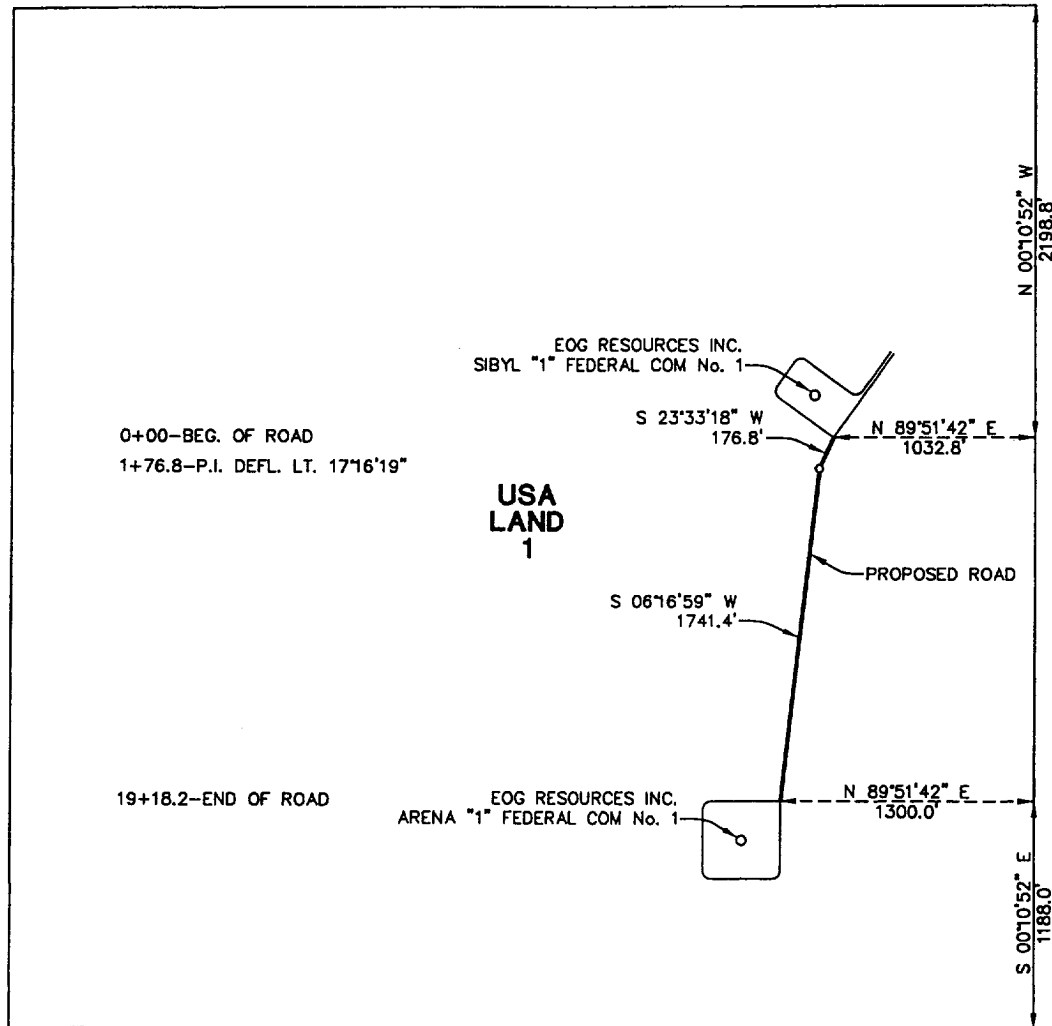 N 00°10'52" W
2198.8'
EOG RESOURCES INC.
SIBYL "1" FEDERAL COM No. 1
S 23°33'18" W
176.8'
N 89°51'42" E
1032.8'
0+00-BEG. OF ROAD
1+76.8-P.I. DEFL. LT. 17°16'19"
USA
LAND
1
PROPOSED ROAD
S 06°16'59" W
1741.4'
19+18.2-END OF ROAD
EOG RESOURCES INC.
ARENA "1" FEDERAL COM No. 1
N 89°51'42" E
1300.0'
S 00°10'52" E
1188.0'